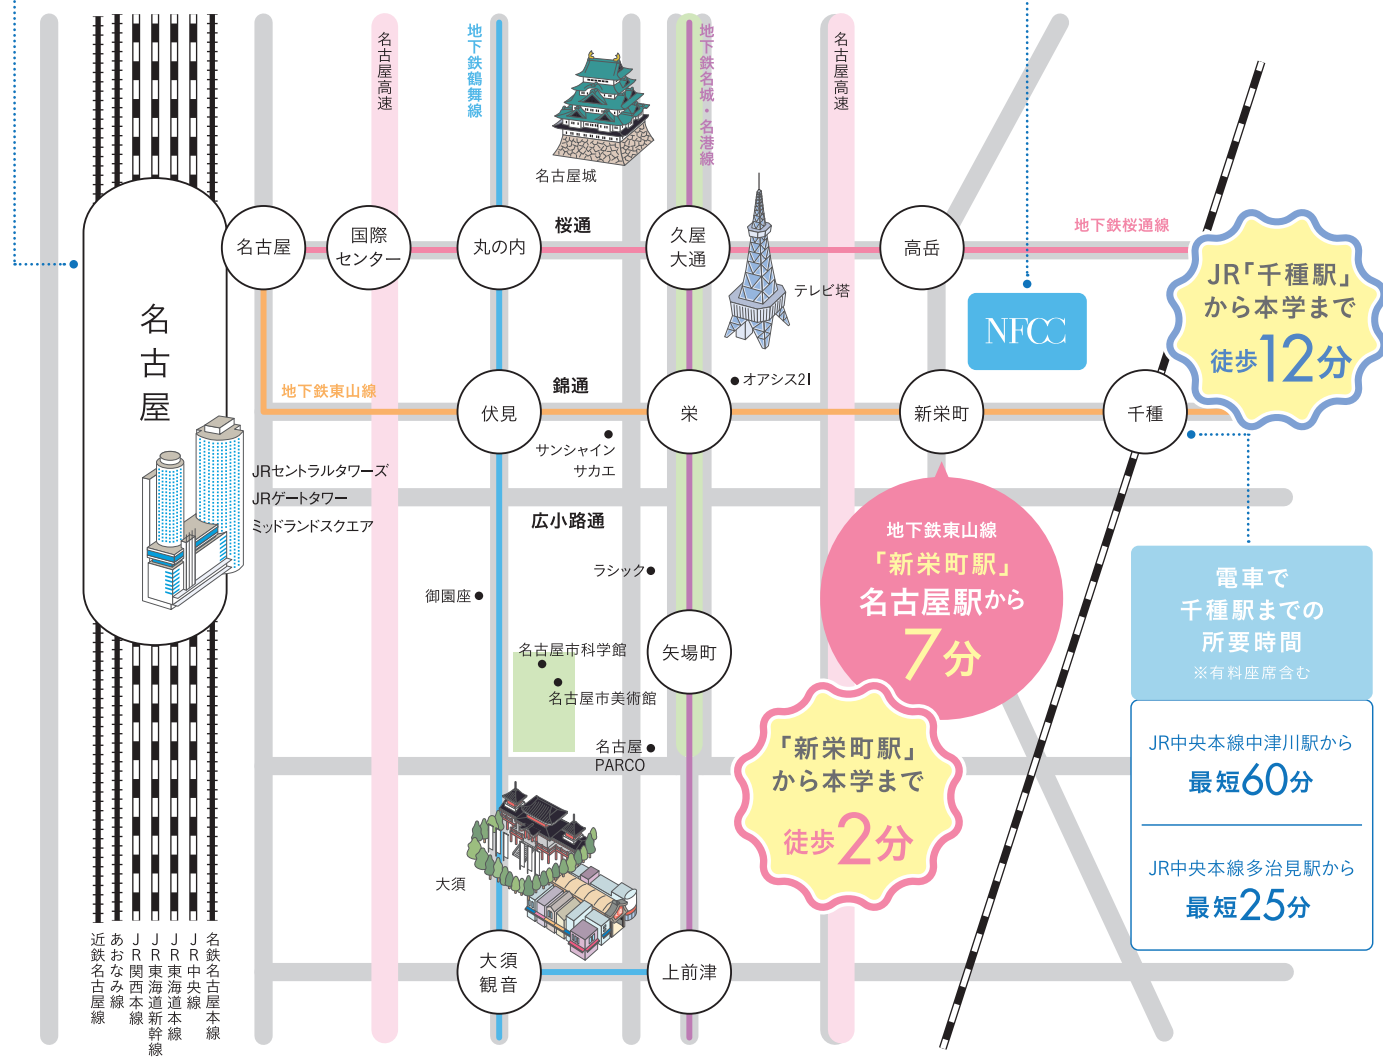 名古屋高速
地下鉄鶴舞線
地下鉄名城・名港線
名古屋高速
名古屋城
桜通
地下鉄桜通線
名古屋
国際
センター
丸の内
久屋
大通
高岳
テレビ塔
NFCC
JR「千種駅」
から本学まで
徒歩12分
名古屋
地下鉄東山線
錦通
オアシス21
伏見
栄
新栄町
千種
サンシャイン
サカエ
JRセントラルタワーズ
JRゲートタワー
ミッドランドスクエア
広小路通
地下鉄東山線
「新栄町駅」
名古屋駅から
7分
ラシック
御園座
矢場町
名古屋市科学館
名古屋市美術館
名古屋
PARCO
電車で
千種駅までの
所要時間
※有料座席含む
JR中央本線中津川駅から
最短60分
JR中央本線多治見駅から
最短25分
「新栄町駅」
から本学まで
徒歩2分
大須
大須
観音
上前津
近鉄名古屋線
あおなみ線
JR関西本線
JR東海道新幹線
JR東海道本線
JR中央線
名鉄名古屋本線